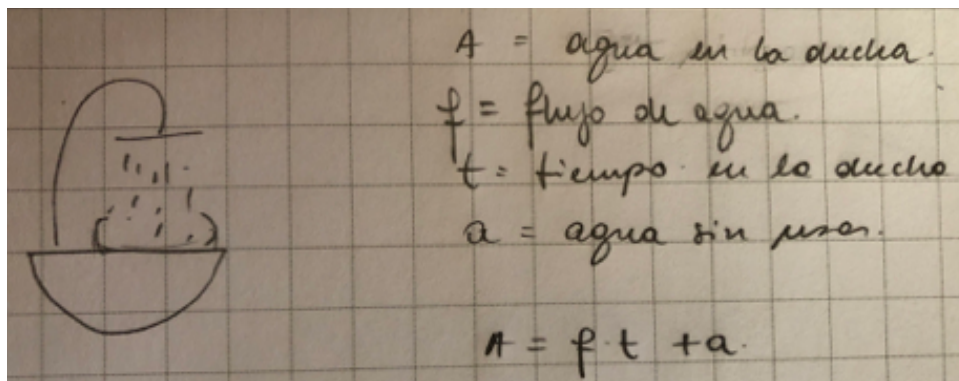 A = agua en la ducha.
f = flujo de agua.
t = tiempo en la ducha
a = agua sin usar.
A = f · t + a.